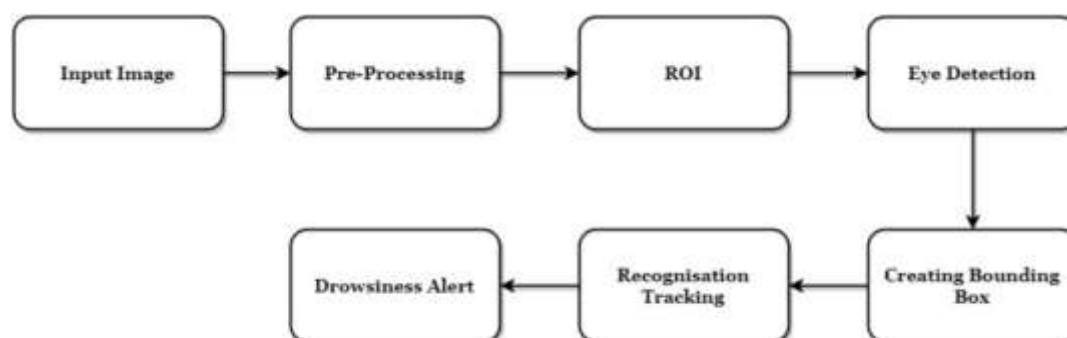 Input Image
Pre-Processing
ROI
Eye Detection
Creating Bounding
Box
Recognisation
Tracking
Drowsiness Alert